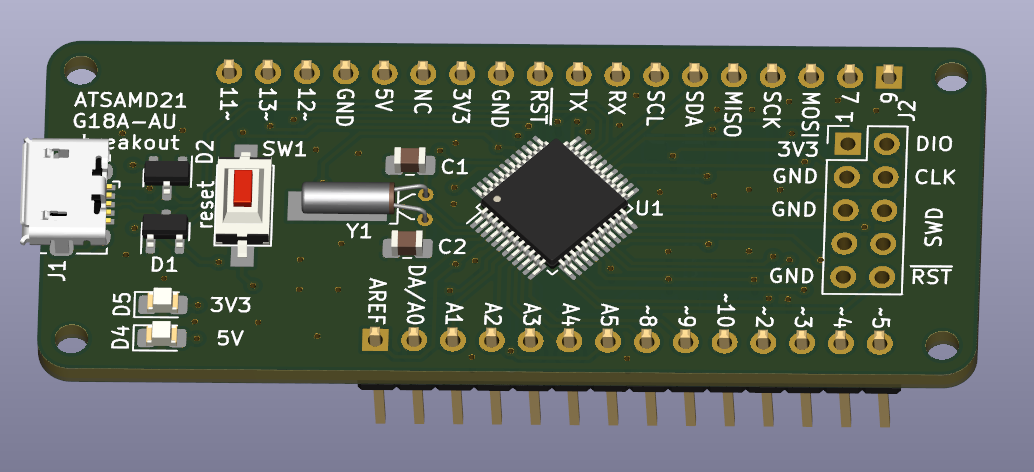 ATSAMD21
G18A-AU
breakout
11~
13~
12~
GND
5V
NC
3V3
GND
RST
TX
RX
SCL
SDA
MISO
SCK
MOSI
7
6
J2
1
3V3
DIO
GND
CLK
GND
SWD
GND
RST
D2
SW1
reset
C1
Y1
C2
U1
J1
D1
D5
3V3
D4
5V
AREF
DA/A0
A1
A2
A3
A4
A5
~8
~9
~10
~2
~3
~4
~5